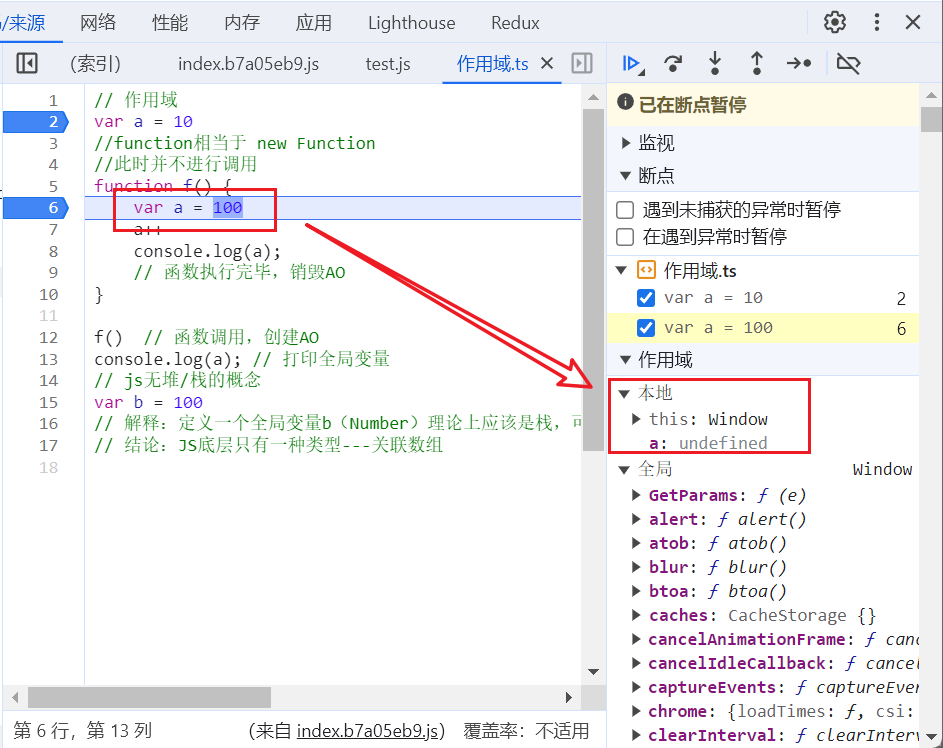 /来源 网络 性能 内存 应用 Lighthouse Redux
(索引) index.b7a05eb9.js test.js 作用域.ts
1 // 作用域
2 var a = 10
3 //function相当于 new Function
4 //此时并不进行调用
5 function f() {
6 var a = 100
7 a++
8 console.log(a);
9 // 函数执行完毕，销毁AO
10 }
11
12 f() // 函数调用，创建AO
13 console.log(a); // 打印全局变量
14 // js无堆/栈的概念
15 var b = 100
16 // 解释：定义一个全局变量b（Number）理论上应该是栈，
17 // 结论：JS底层只有一种类型---关联数组
18
第 6 行，第 13 列 (来自 index.b7a05eb9.js) 覆盖率：不适用
已在断点暂停
监视
断点
遇到未捕获的异常时暂停
在遇到异常时暂停
作用域.ts
var a = 10 2
var a = 100 6
作用域
本地
this: Window
a: undefined
全局 Window
GetParams: ƒ (e)
alert: ƒ alert()
atob: ƒ atob()
blur: ƒ blur()
btoa: ƒ btoa()
caches: CacheStorage {}
cancelAnimationFrame: ƒ canc
cancelIdleCallback: ƒ cancel
captureEvents: ƒ captureEver
chrome: {loadTimes: ƒ, csi:
clearInterval: ƒ clearInterv